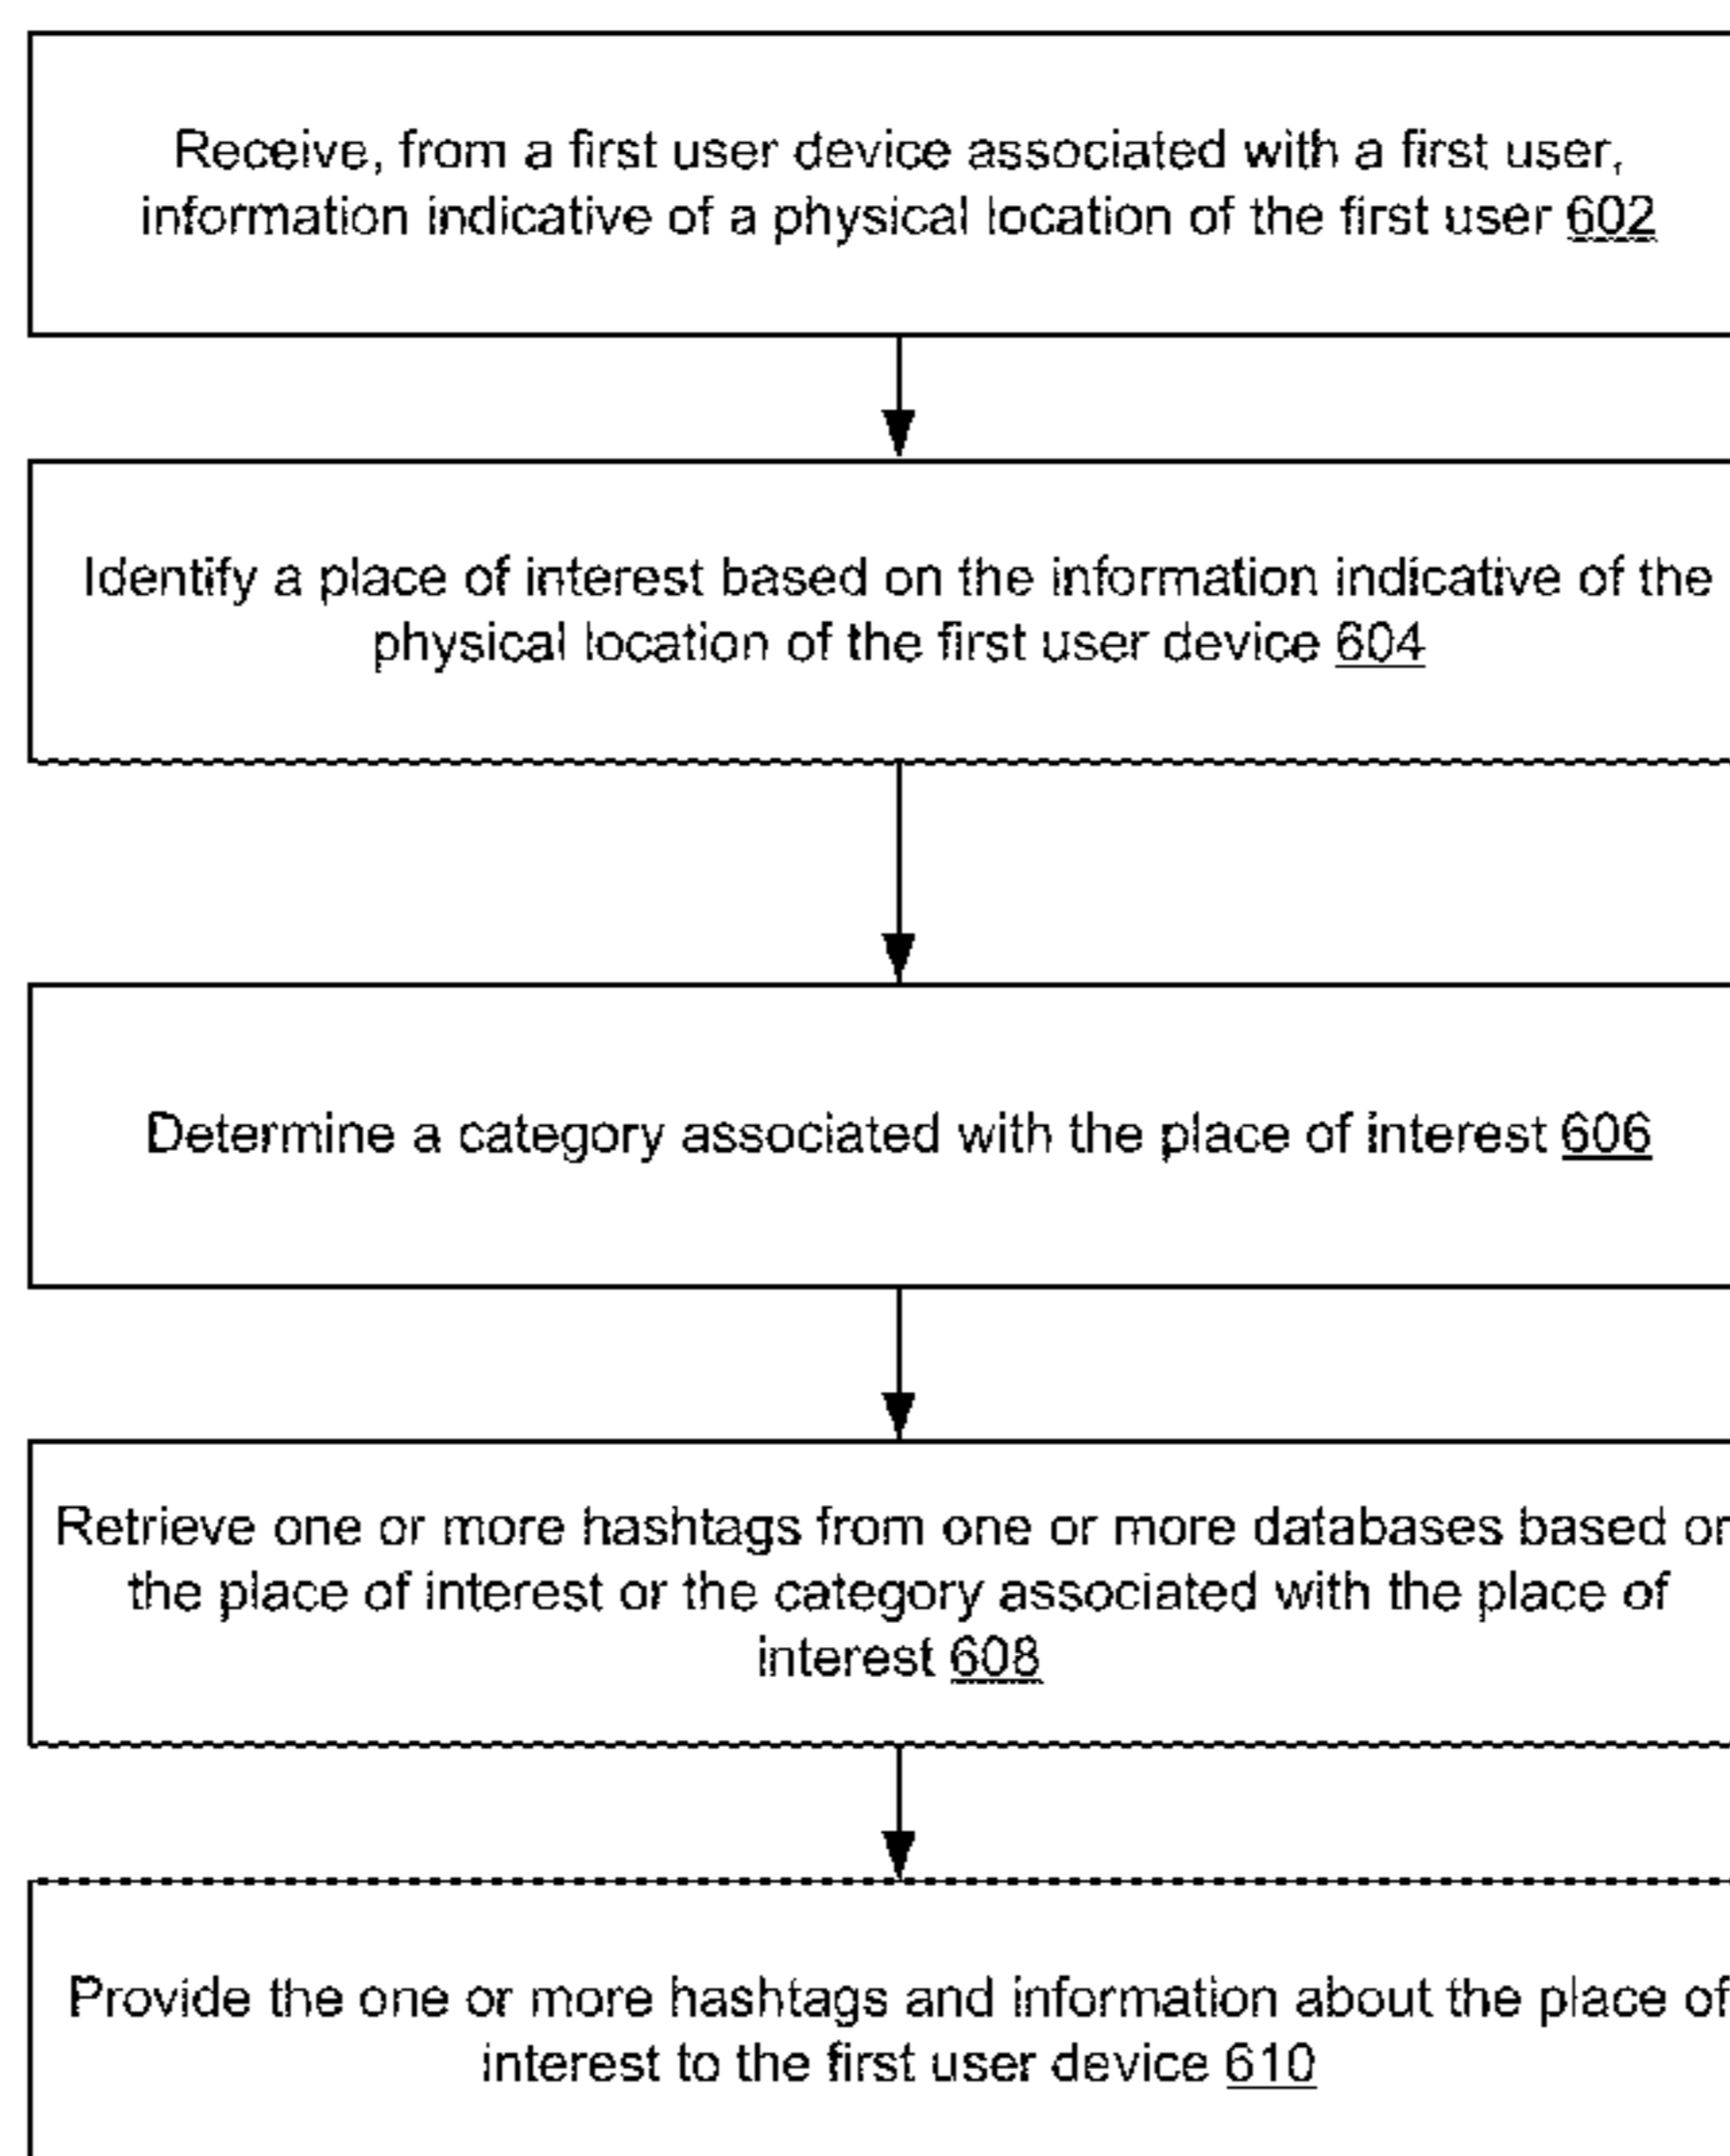 Receive, from a first user device associated with a first user,
information indicative of a physical location of the first user 602
Identify a place of interest based on the information indicative of the
physical location of the first user device 604
Determine a category associated with the place of interest 606
Retrieve one or more hashtags from one or more databases based on
the place of interest or the category associated with the place of
interest 608
Provide the one or more hashtags and information about the place of
interest to the first user device 610